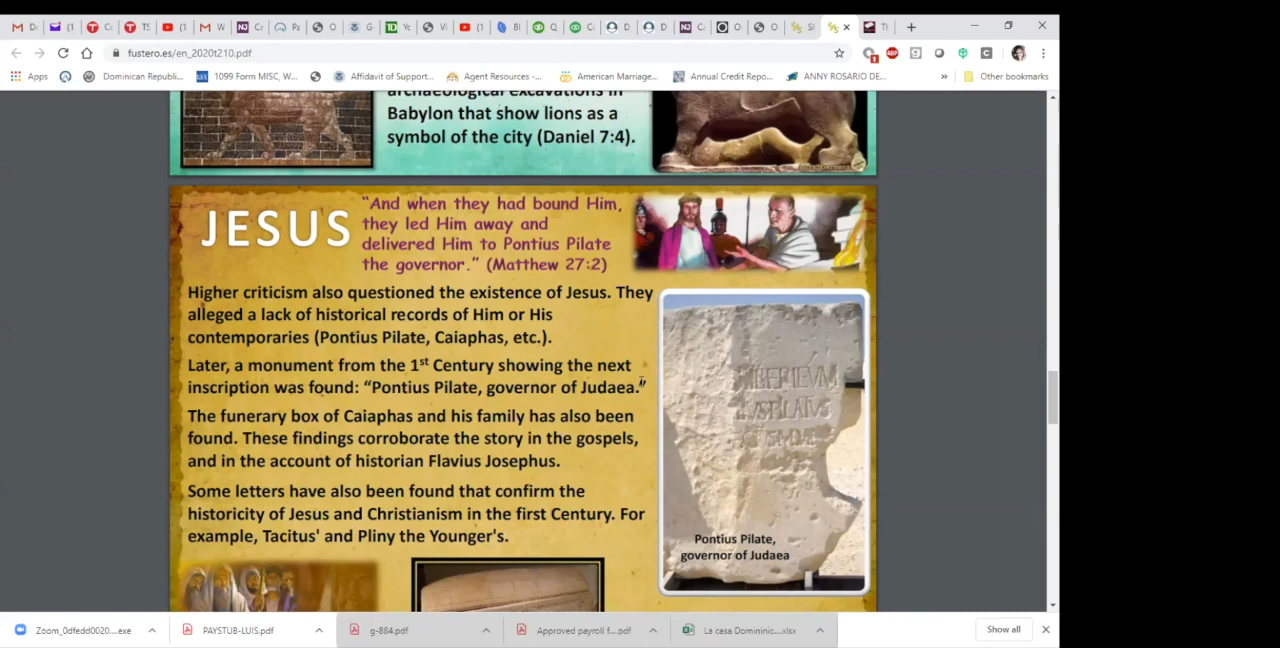 fustero.es/en_2020t210.pdf
Apps
Dominican Republi...
1099 Form MISC, W...
Affidavit of Support...
Agent Resources -...
American Marriage...
Annual Credit Repo...
ANNY ROSARIO DE...
»
Other bookmarks
archaeological excavations in
Babylon that show lions as a
symbol of the city (Daniel 7:4).
JESUS
“And when they had bound Him,
they led Him away and
delivered Him to Pontius Pilate
the governor.” (Matthew 27:2)
Higher criticism also questioned the existence of Jesus. They
alleged a lack of historical records of Him or His
contemporaries (Pontius Pilate, Caiaphas, etc.).
Later, a monument from the 1st Century showing the next
inscription was found: “Pontius Pilate, governor of Judaea.”
The funerary box of Caiaphas and his family has also been
found. These findings corroborate the story in the gospels,
and in the account of historian Flavius Josephus.
Some letters have also been found that confirm the
historicity of Jesus and Christianism in the first Century. For
example, Tacitus' and Pliny the Younger's.
Pontius Pilate,
governor of Judaea
Zoom_0dfedd0020....exe
PAYSTUB-LUIS.pdf
g-884.pdf
Approved payroll f....pdf
La casa Domininic....xlsx
Show all